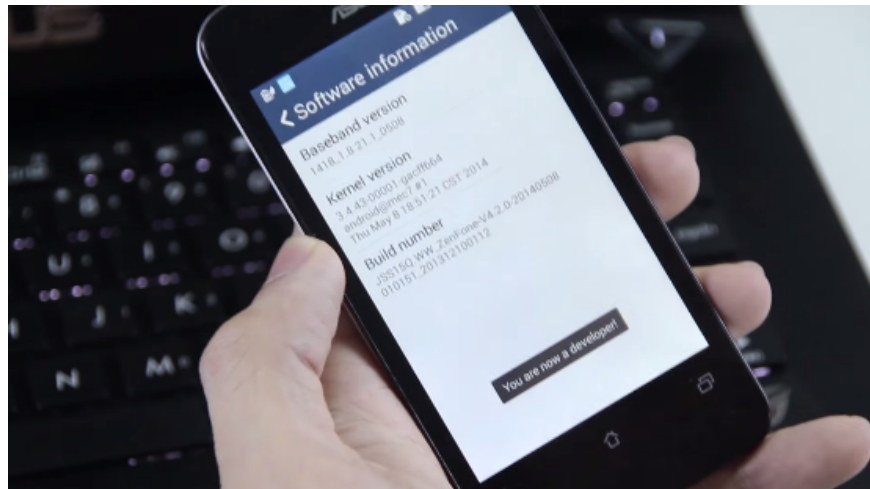 Software information
Baseband version
1418_1.8.21.1_0508
Kernel version
3.4.43-00001-gacff664
android@mec7 #1
Thu May 8 18:51:21 CST 2014
Build number
JSS15Q.WW_ZenFone-V4.2.0-20140508
010151_201312100112
You are now a developer!
U
I
O
J
K
N
M